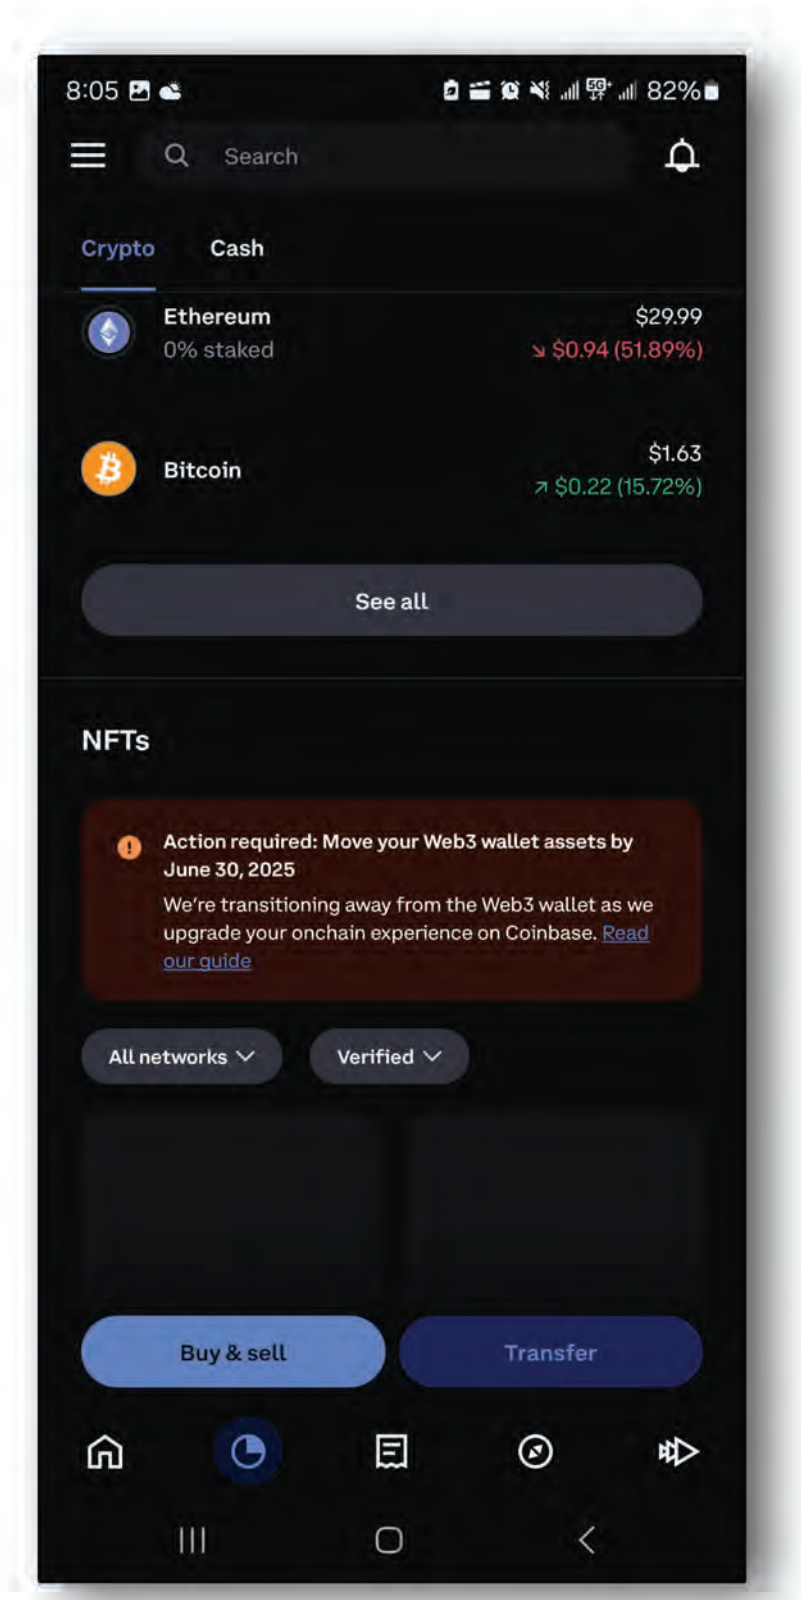 8:05
5G+
82%
Search
Crypto
Cash
Ethereum
$29.99
0% staked
↘ $0.94 (51.89%)
Bitcoin
$1.63
↗ $0.22 (15.72%)
See all
NFTs
Action required: Move your Web3 wallet assets by
June 30, 2025
We're transitioning away from the Web3 wallet as we
upgrade your onchain experience on Coinbase. Read
our guide
All networks
Verified
Buy & sell
Transfer